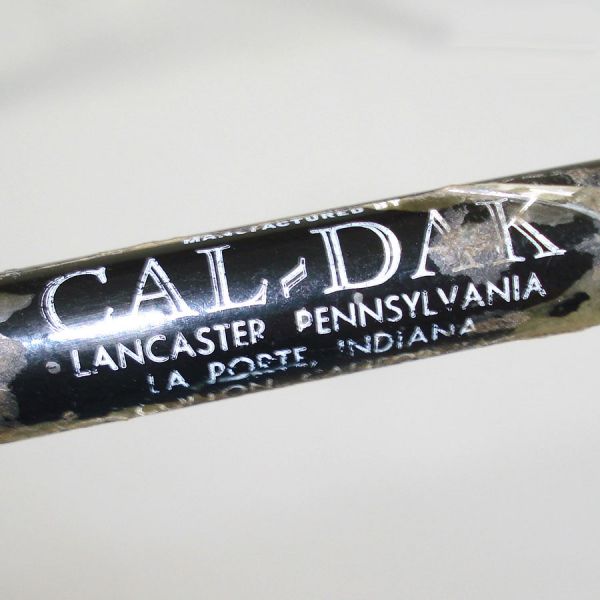 MANUFACTURED BY
CAL-DAK
LANCASTER PENNSYLVANIA
LA PORTE, INDIANA